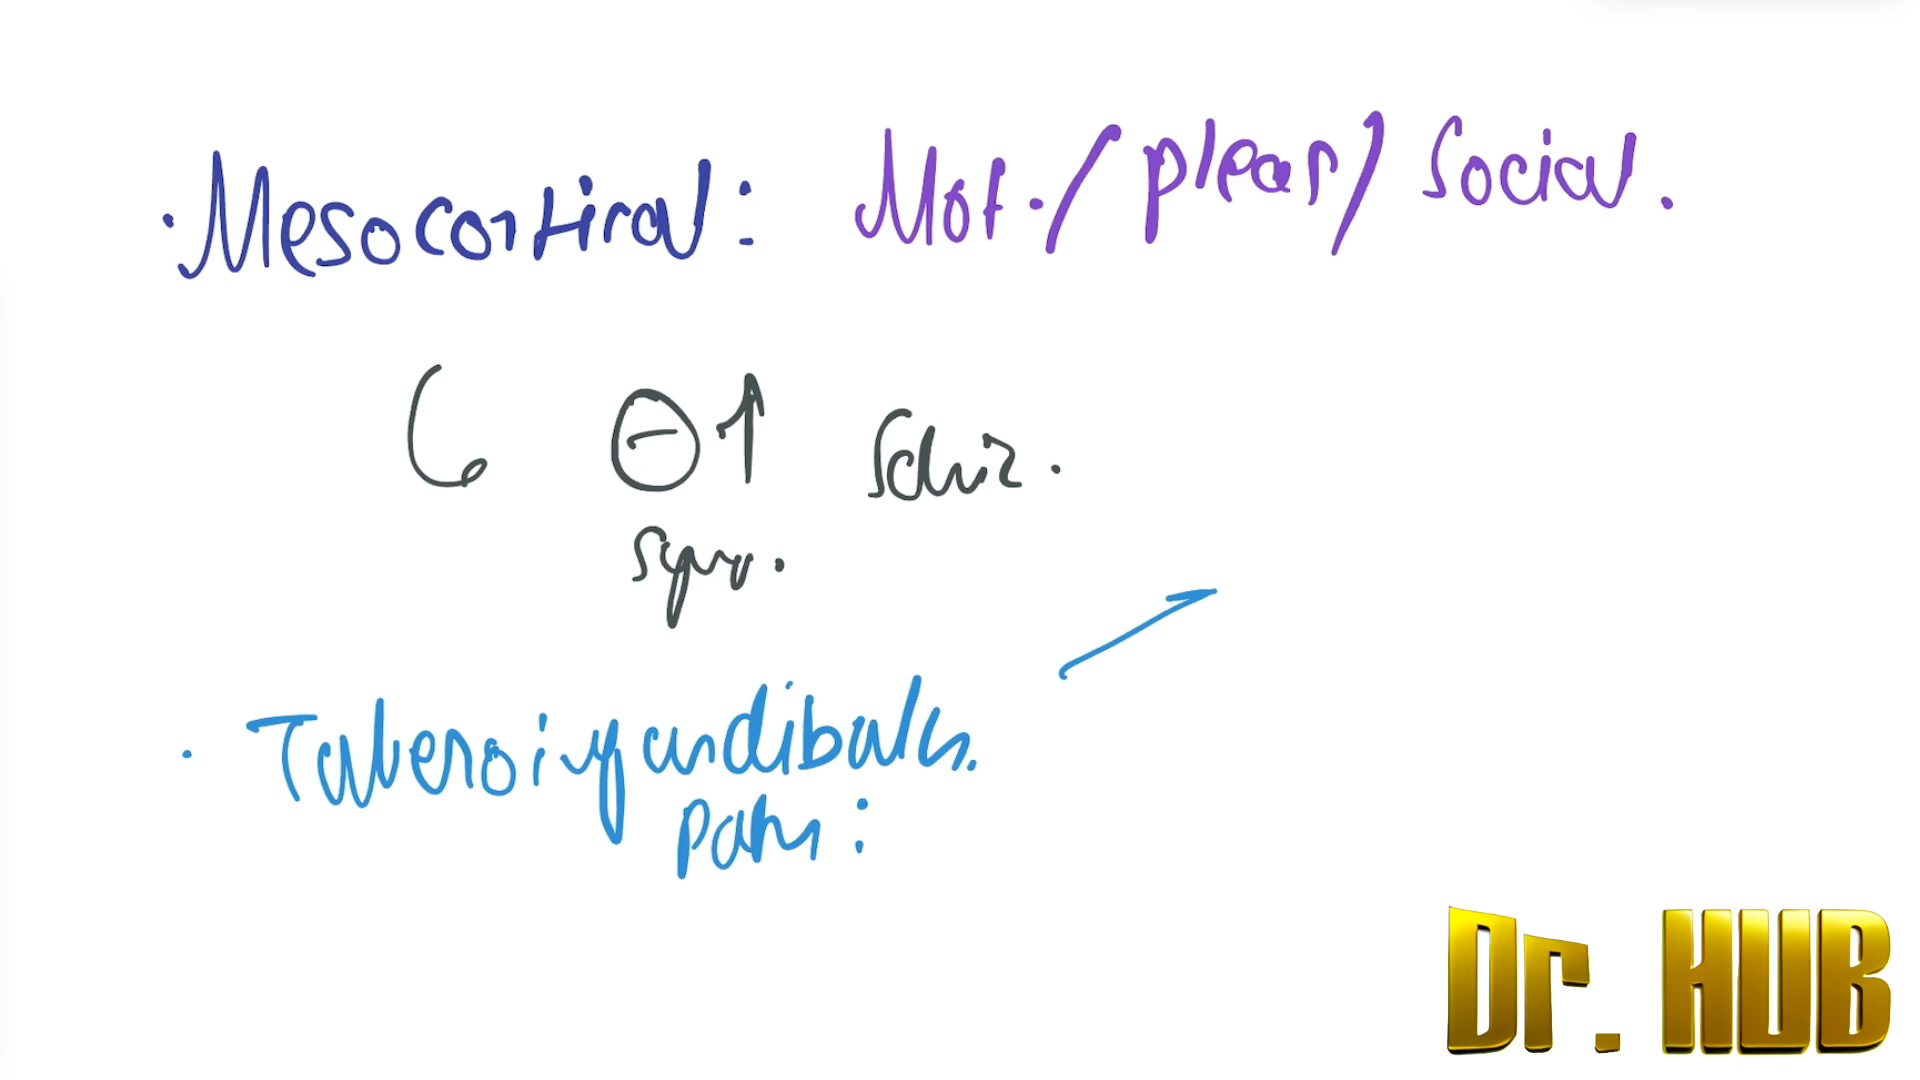 · Mesocortical: Mot./pleas/social.
⊖↑ Schiz.
sym.
· Tuberoinfundibular.
path:
Dr. HUB